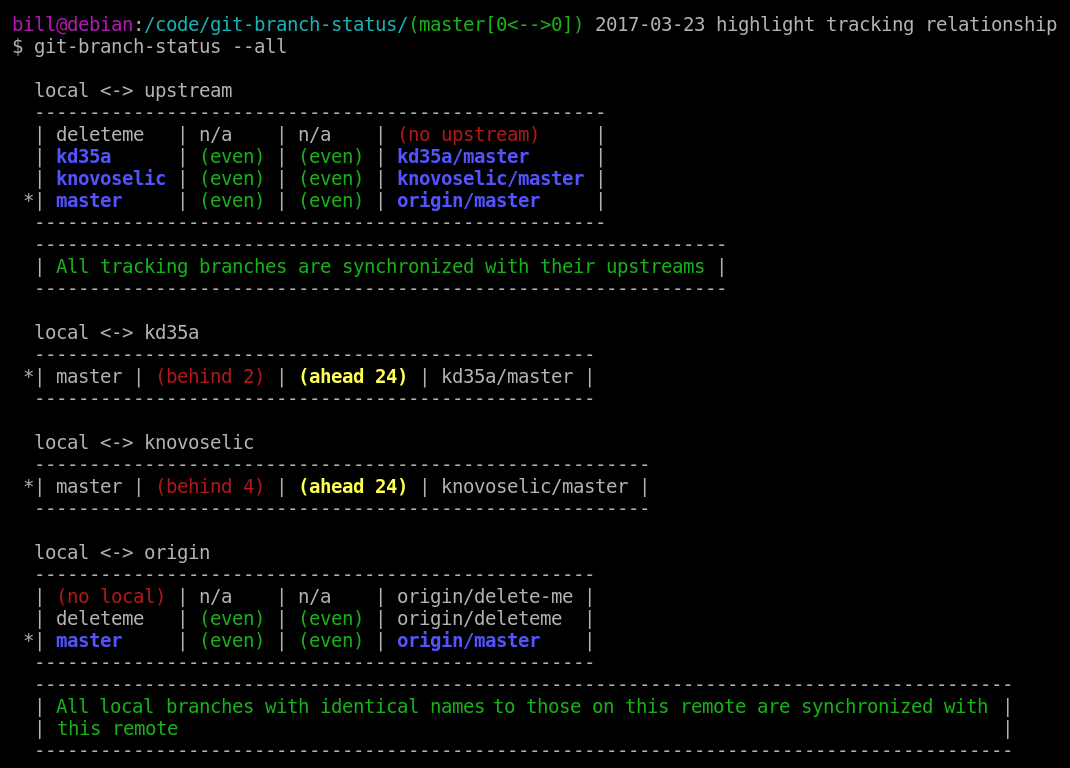 bill@debian:/code/git-branch-status/(master[0<-->0]) 2017-03-23 highlight tracking relationship
$ git-branch-status --all

  local <-> upstream
  ----------------------------------------------------
  | deleteme   | n/a    | n/a    | (no upstream)     |
  | kd35a      | (even) | (even) | kd35a/master      |
  | knovoselic | (even) | (even) | knovoselic/master |
 *| master     | (even) | (even) | origin/master     |
  ----------------------------------------------------
  ---------------------------------------------------------------
  | All tracking branches are synchronized with their upstreams |
  ---------------------------------------------------------------

  local <-> kd35a
  ---------------------------------------------------
 *| master | (behind 2) | (ahead 24) | kd35a/master |
  ---------------------------------------------------

  local <-> knovoselic
  --------------------------------------------------------
 *| master | (behind 4) | (ahead 24) | knovoselic/master |
  --------------------------------------------------------

  local <-> origin
  ---------------------------------------------------
  | (no local) | n/a    | n/a    | origin/delete-me |
  | deleteme   | (even) | (even) | origin/deleteme  |
 *| master     | (even) | (even) | origin/master    |
  ---------------------------------------------------
  -----------------------------------------------------------------------------------------
  | All local branches with identical names to those on this remote are synchronized with |
  | this remote                                                                           |
  -----------------------------------------------------------------------------------------